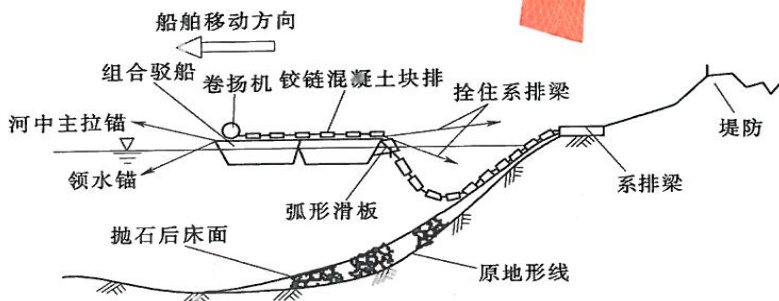 船舶移动方向
组合驳船
卷扬机
铰链混凝土块排
拴住系排梁
河中主拉锚
堤防
领水锚
系排梁
弧形滑板
抛石后床面
原地形线